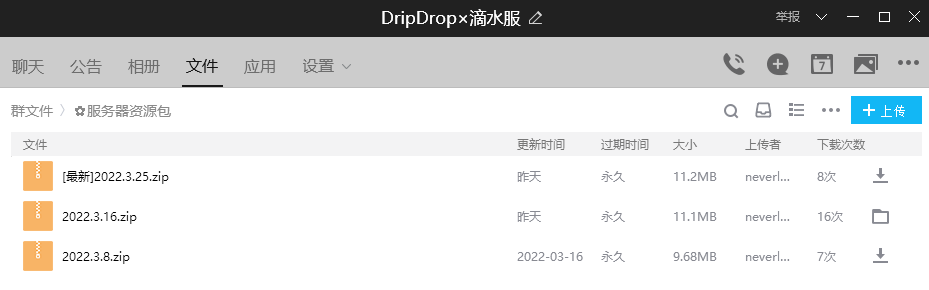 DripDrop×滴水服
举报
聊天 公告 相册 文件 应用 设置
7
群文件 〉 ✿服务器资源包
+ 上传
文件 更新时间 过期时间 大小 上传者 下载次数
[最新]2022.3.25.zip 昨天 永久 11.2MB neverl... 8次
2022.3.16.zip 昨天 永久 11.1MB neverl... 16次
2022.3.8.zip 2022-03-16 永久 9.68MB neverl... 7次